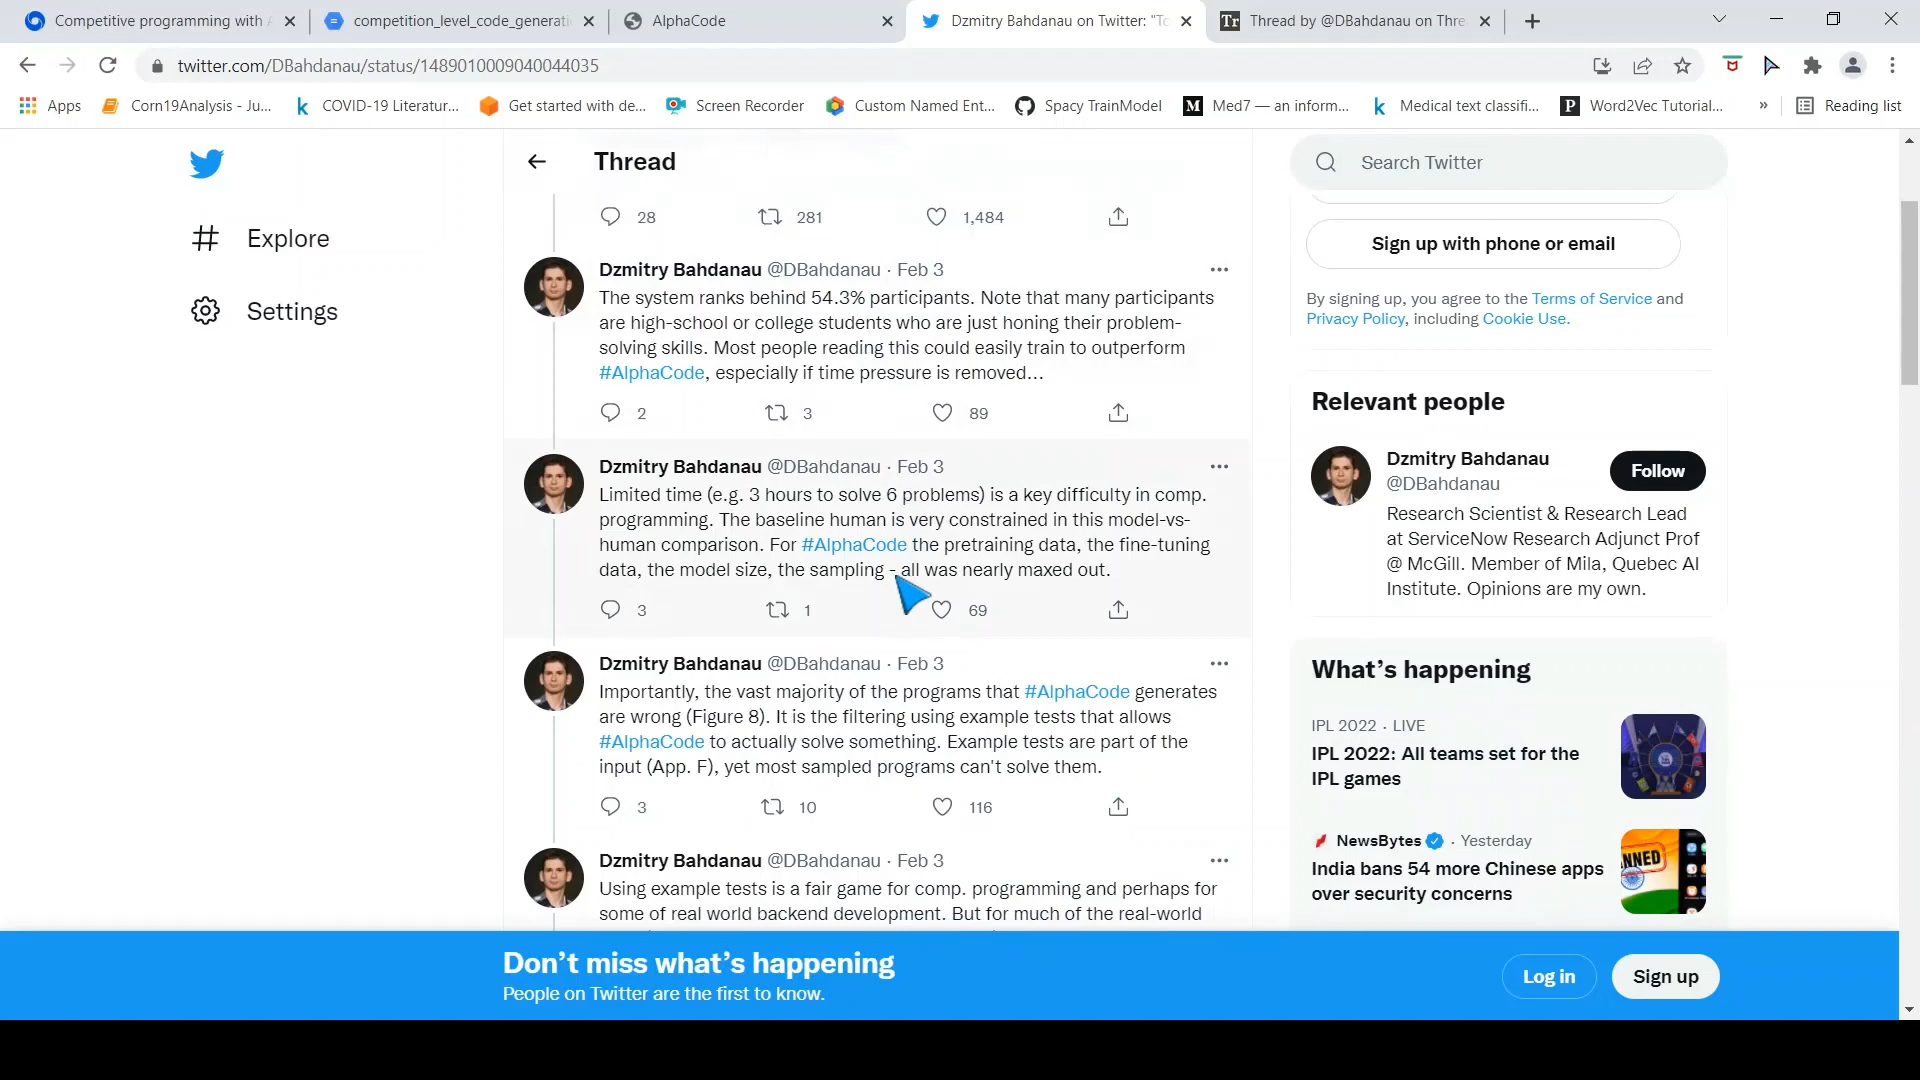 Competitive programming with A
competition_level_code_generati
AlphaCode
Dzmitry Bahdanau on Twitter: "To
Thread by @DBahdanau on Thre
twitter.com/DBahdanau/status/1489010009040044035
Apps
Corn19Analysis - Ju...
COVID-19 Literatur...
Get started with de...
Screen Recorder
Custom Named Ent...
Spacy TrainModel
Med7 — an inform...
Medical text classifi...
Word2Vec Tutorial...
»
Reading list
Explore
Settings
Thread
28 281 1,484
Dzmitry Bahdanau @DBahdanau · Feb 3
The system ranks behind 54.3% participants. Note that many participants
are high-school or college students who are just honing their problem-
solving skills. Most people reading this could easily train to outperform
#AlphaCode, especially if time pressure is removed...
2 3 89
Dzmitry Bahdanau @DBahdanau · Feb 3
Limited time (e.g. 3 hours to solve 6 problems) is a key difficulty in comp.
programming. The baseline human is very constrained in this model-vs-
human comparison. For #AlphaCode the pretraining data, the fine-tuning
data, the model size, the sampling - all was nearly maxed out.
3 1 69
Dzmitry Bahdanau @DBahdanau · Feb 3
Importantly, the vast majority of the programs that #AlphaCode generates
are wrong (Figure 8). It is the filtering using example tests that allows
#AlphaCode to actually solve something. Example tests are part of the
input (App. F), yet most sampled programs can't solve them.
3 10 116
Dzmitry Bahdanau @DBahdanau · Feb 3
Using example tests is a fair game for comp. programming and perhaps for
some of real world backend development. But for much of the real-world
Search Twitter
Sign up with phone or email
By signing up, you agree to the Terms of Service and
Privacy Policy, including Cookie Use.
Relevant people
Dzmitry Bahdanau
@DBahdanau
Follow
Research Scientist & Research Lead
at ServiceNow Research Adjunct Prof
@ McGill. Member of Mila, Quebec AI
Institute. Opinions are my own.
What's happening
IPL 2022 · LIVE
IPL 2022: All teams set for the
IPL games
NewsBytes · Yesterday
India bans 54 more Chinese apps
over security concerns
NNED
Don't miss what's happening
People on Twitter are the first to know.
Log in
Sign up